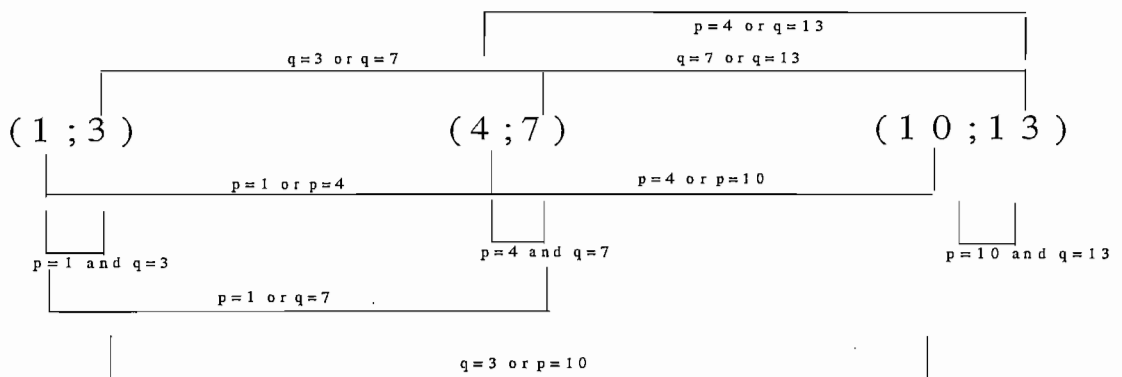 p=4 or q=13
q=3 or q=7 q=7 or q=13
(1;3) (4;7) (10;13)
p=1 or p=4 p=4 or p=10
p=1 and q=3 p=4 and q=7 p=10 and q=13
p=1 or q=7
q=3 or p=10